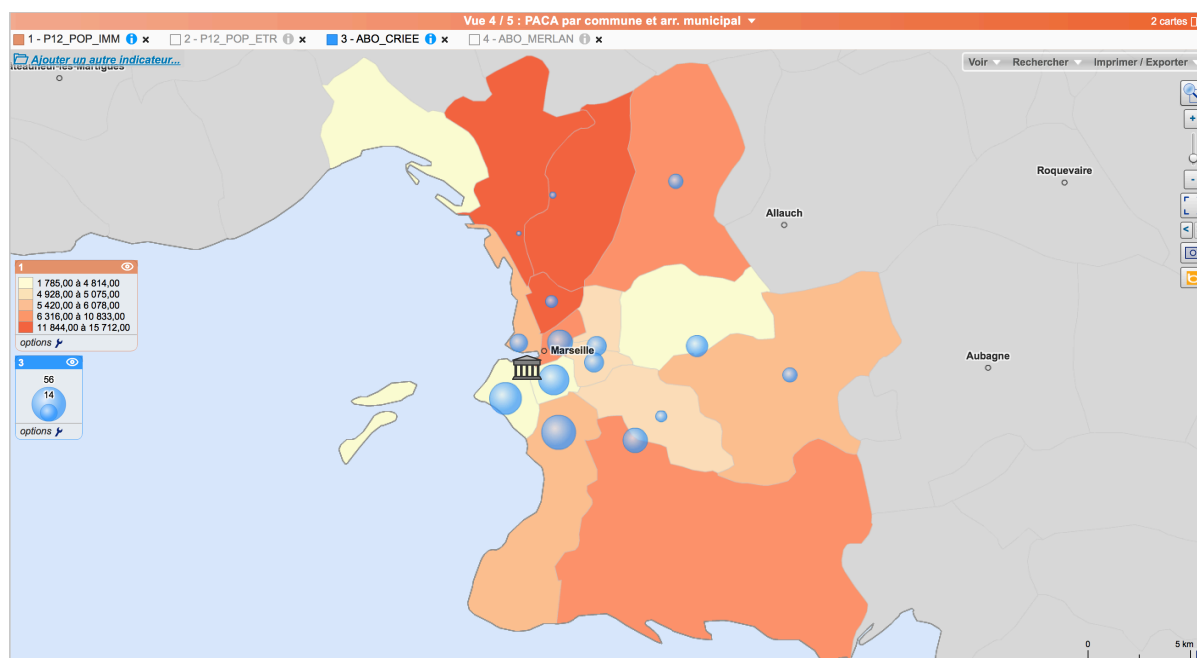 Vue 4 / 5 : PACA par commune et arr. municipal
2 cartes
1 - P12_POP_IMM i x
2 - P12_POP_ETR i x
3 - ABO_CRIEE i x
4 - ABO_MERLAN i x
Ajouter un autre indicateur...
Voir
Rechercher
Imprimer / Exporter
Roquevaire
Allauch
+
-
<
1
1 785,00 à 4 814,00
4 928,00 à 5 075,00
5 420,00 à 6 078,00
6 316,00 à 10 833,00
11 844,00 à 15 712,00
options
Marseille
Aubagne
3
56
14
options
0
5 km